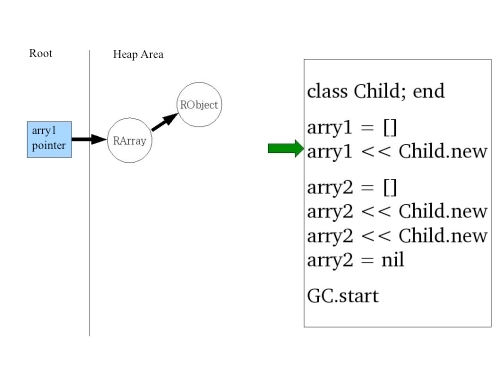 Root
Heap Area
arry1
pointer
RArray
RObject
class Child; end
arry1 = []
arry1 << Child.new
arry2 = []
arry2 << Child.new
arry2 << Child.new
arry2 = nil
GC.start